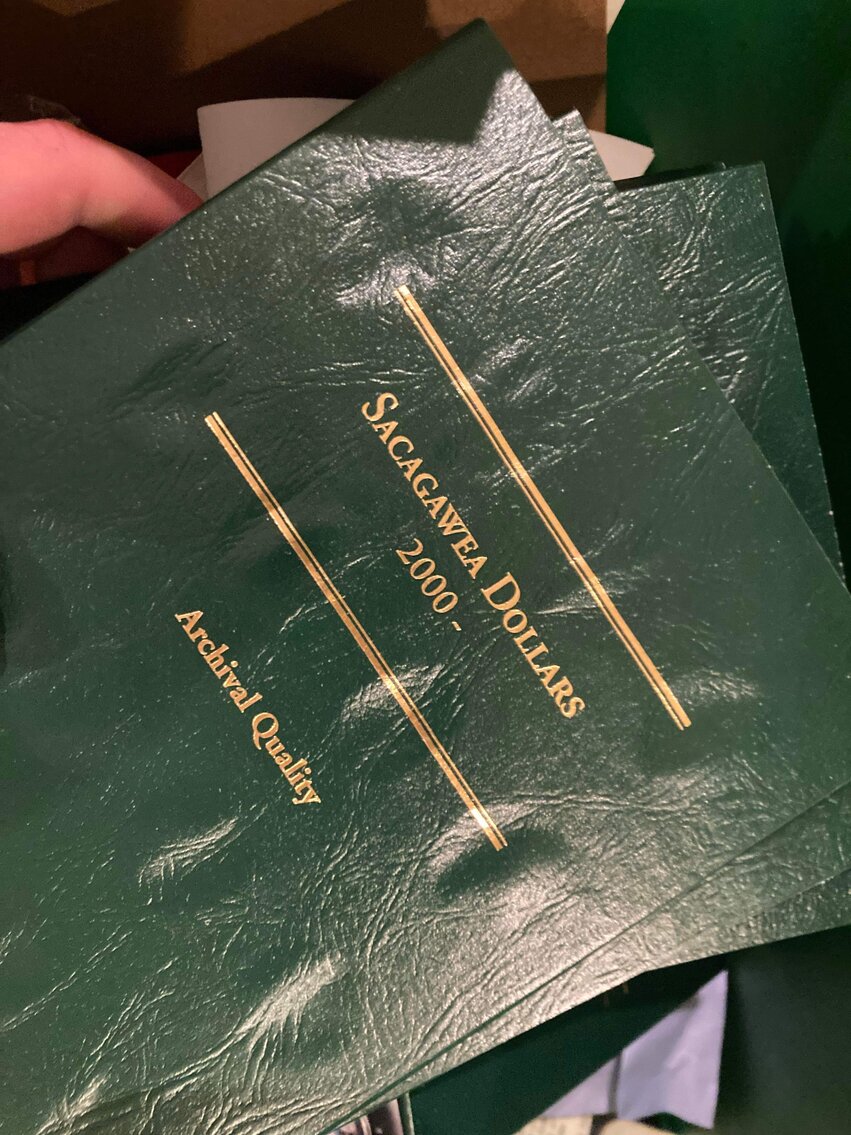 SACAGAWEA DOLLARS
2000 -
Archival Quality